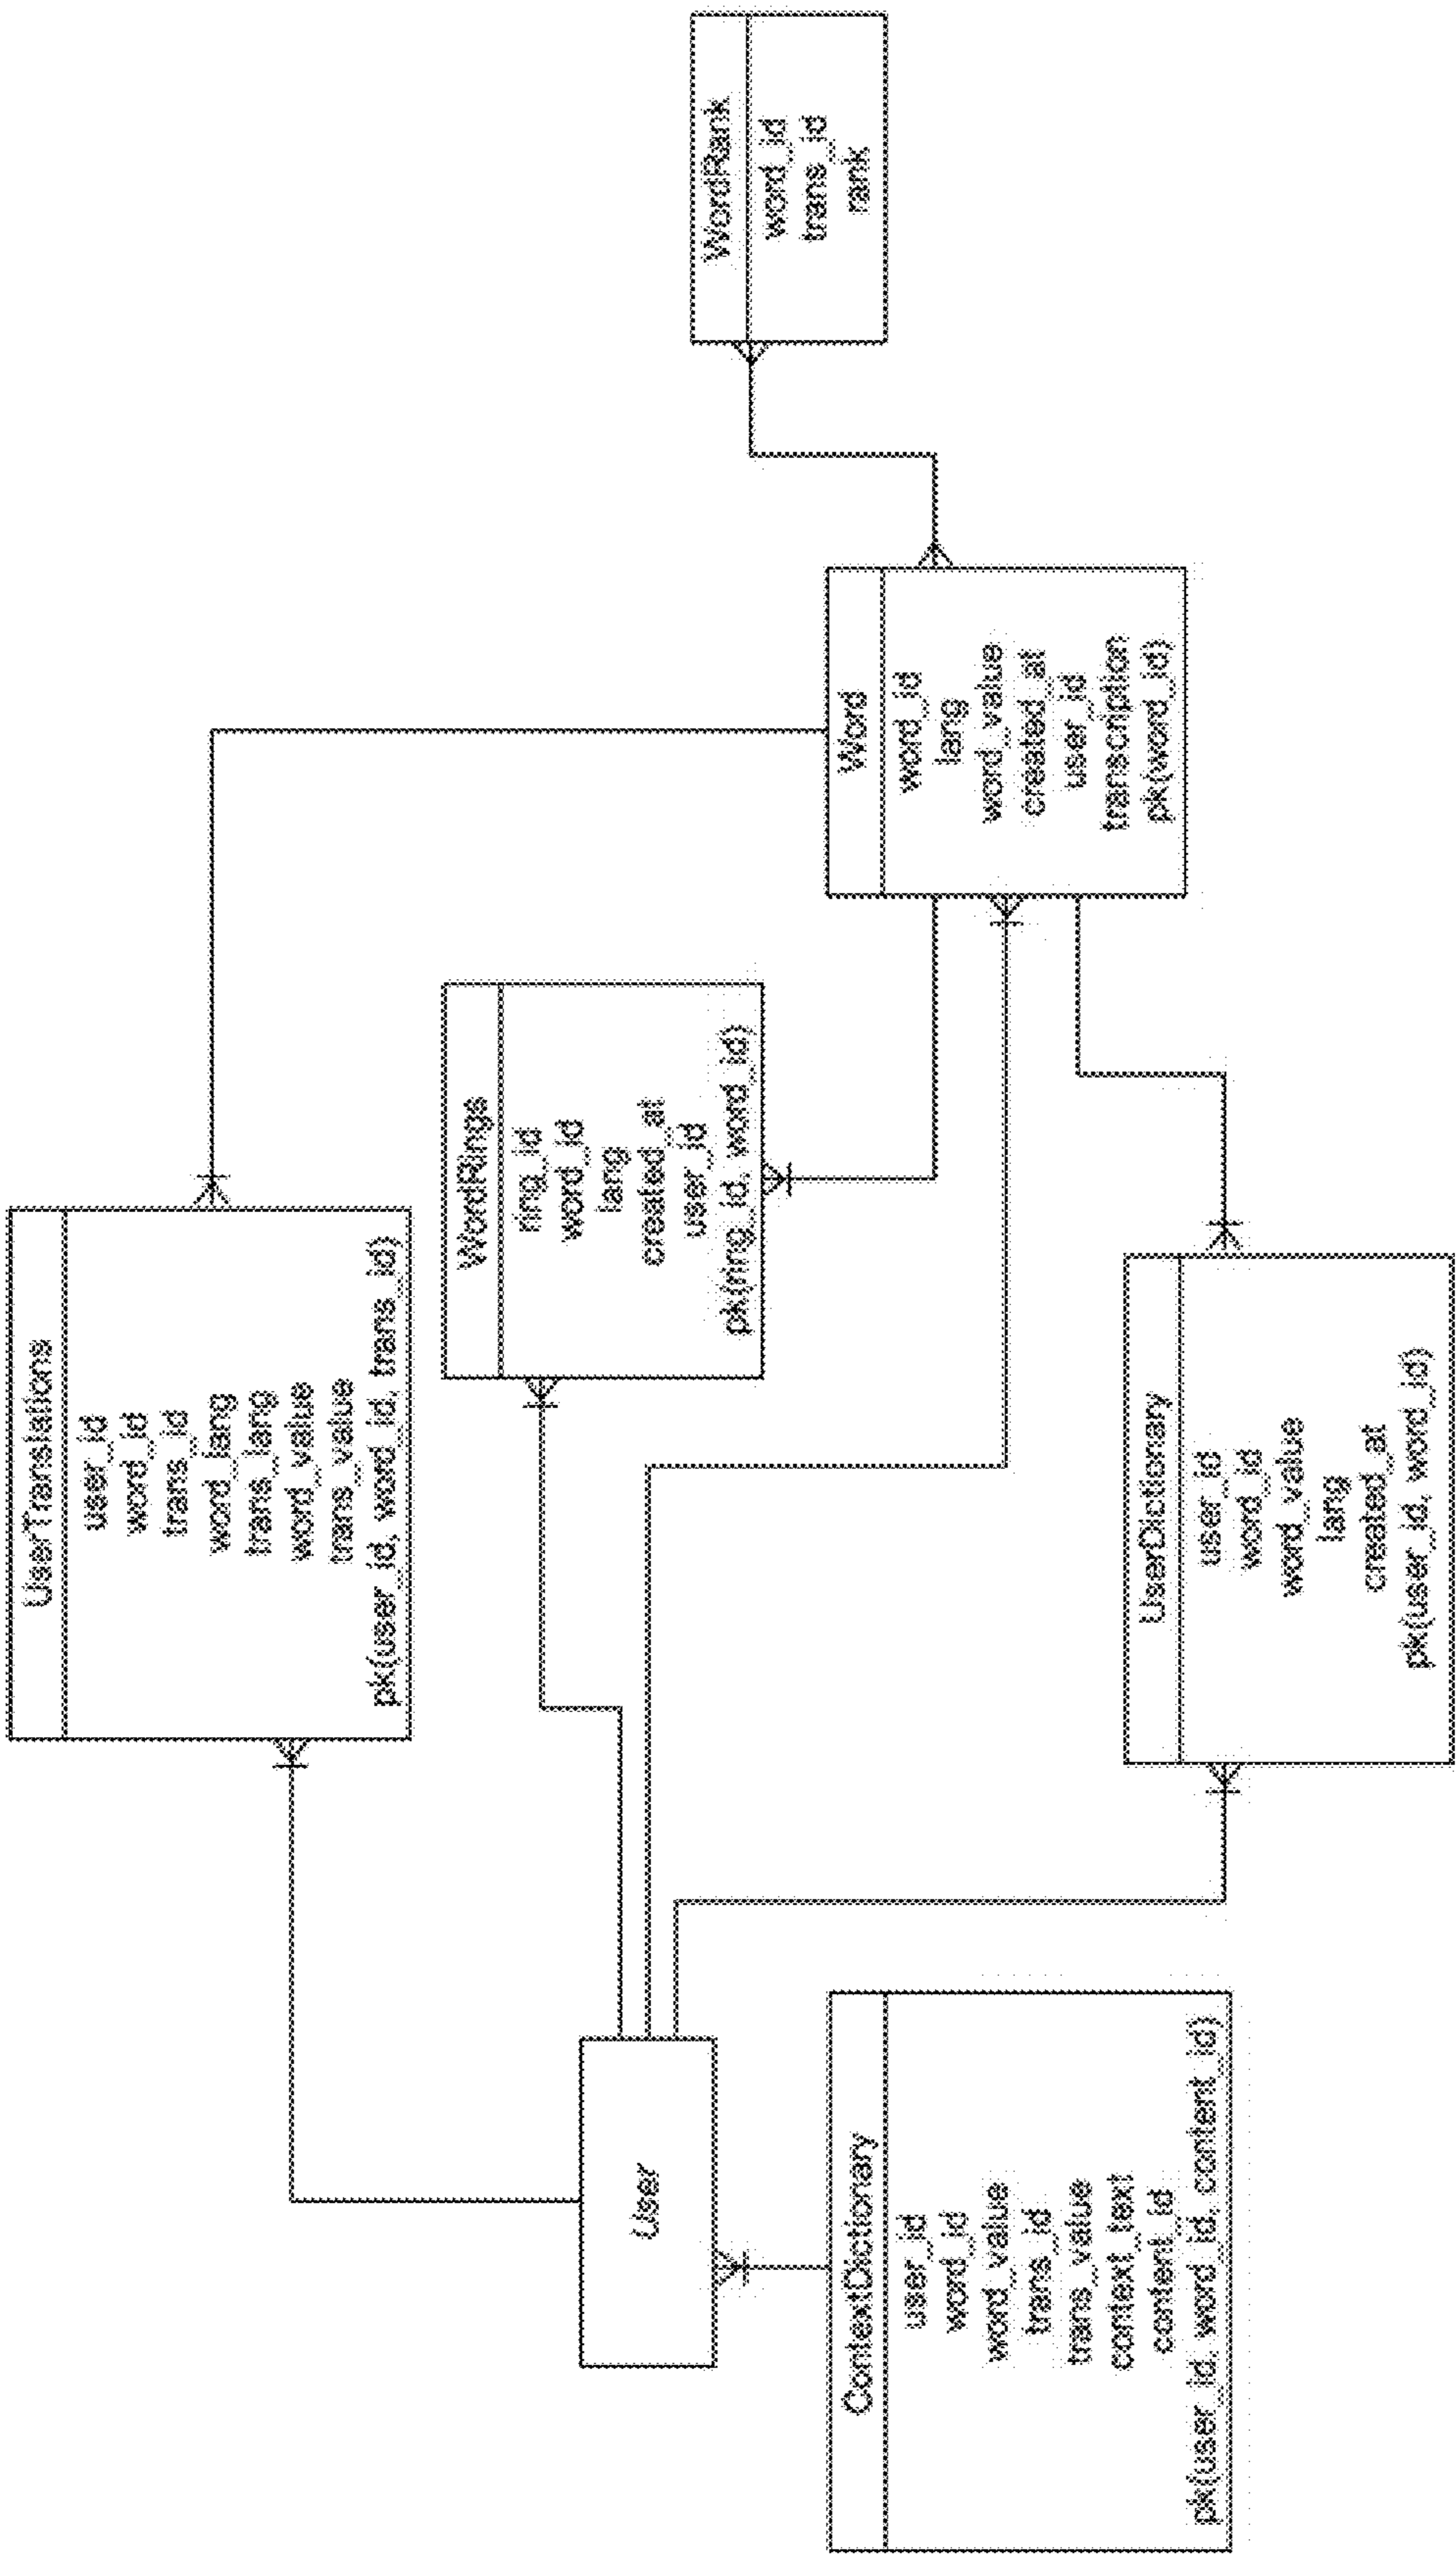 UserTranslations
user_id
word_id
trans_id
word_lang
trans_lang
word_value
trans_value
pk(user_id, word_id, trans_id)
WordRings
ring_id
word_id
lang
created_at
user_id
pk(ring_id, word_id)
User
WordRank
word_id
trans_id
rank
Word
word_id
lang
word_value
created_at
user_id
transcription
pk(word_id)
ContextDictionary
user_id
word_id
word_value
trans_id
trans_value
context_text
content_id
pk(user_id, word_id, content_id)
UserDictionary
user_id
word_id
word_value
lang
created_at
pk(user_id, word_id)